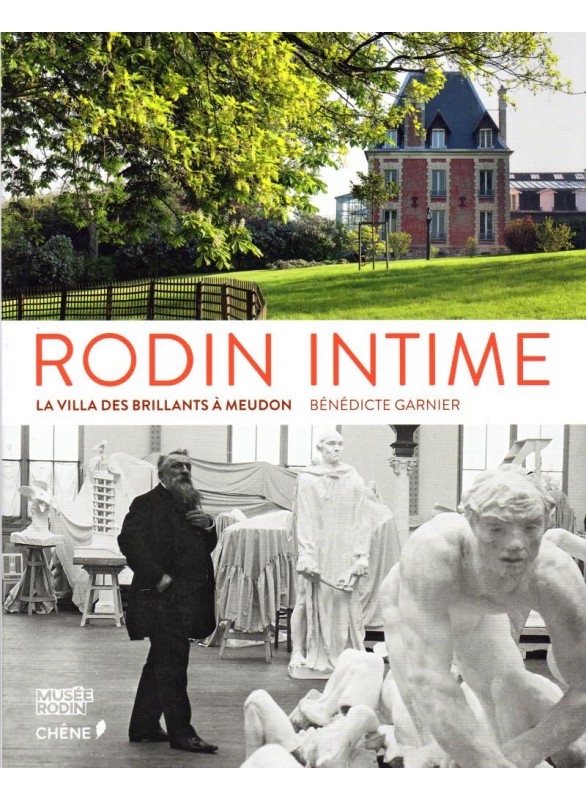 RODIN INTIME
LA VILLA DES BRILLANTS À MEUDON BÉNÉDICTE GARNIER
MUSÉE
RODIN
CHÊNE